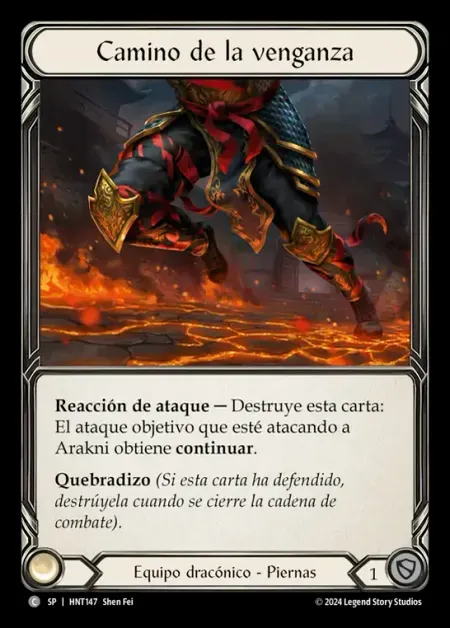 Camino de la venganza
Reacción de ataque — Destruye esta carta:
El ataque objetivo que esté atacando a
Arakni obtiene continuar.
Quebradizo (Si esta carta ha defendido,
destrúyela cuando se cierre la cadena de
combate).
Equipo dracónico - Piernas
1
C SP | HNT147 Shen Fei
© 2024 Legend Story Studios